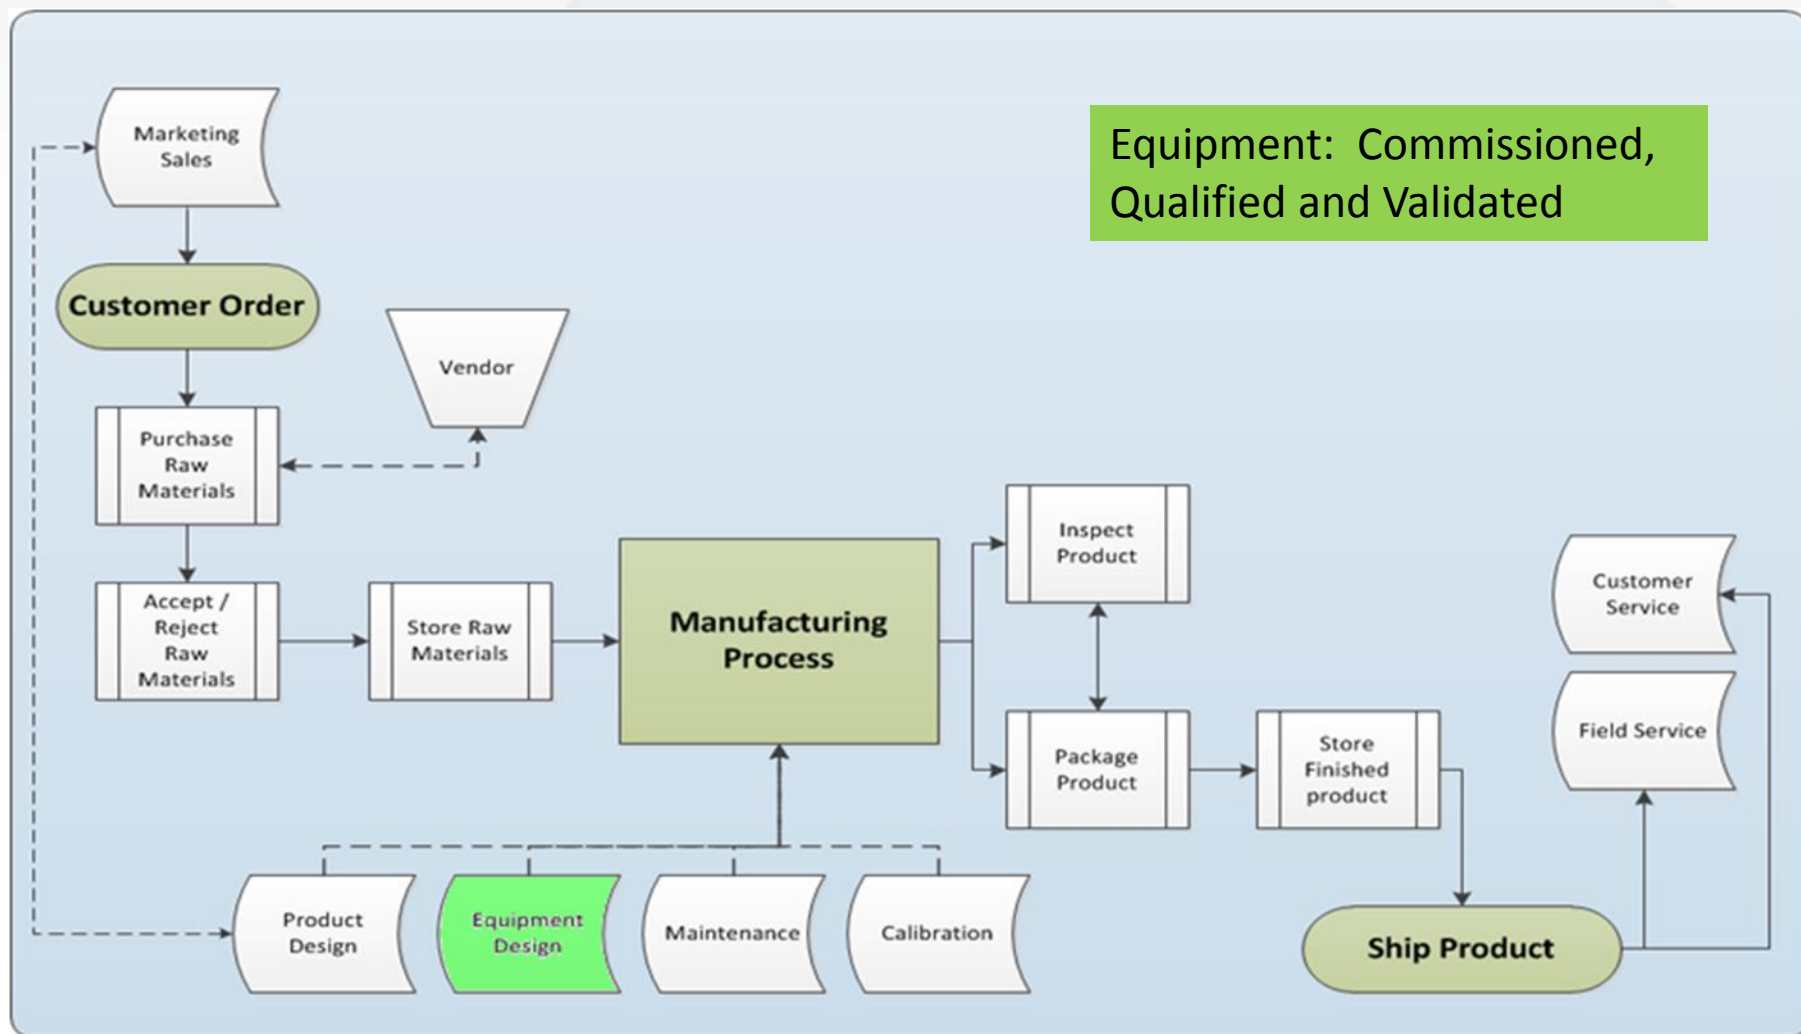 Marketing
Sales
Equipment:  Commissioned,
Qualified and Validated
Customer Order
Vendor
Purchase
Raw
Materials
Accept /
Reject
Raw
Materials
Store Raw
Materials
Manufacturing
Process
Inspect
Product
Package
Product
Store
Finished
product
Customer
Service
Field Service
Product
Design
Equipment
Design
Maintenance
Calibration
Ship Product